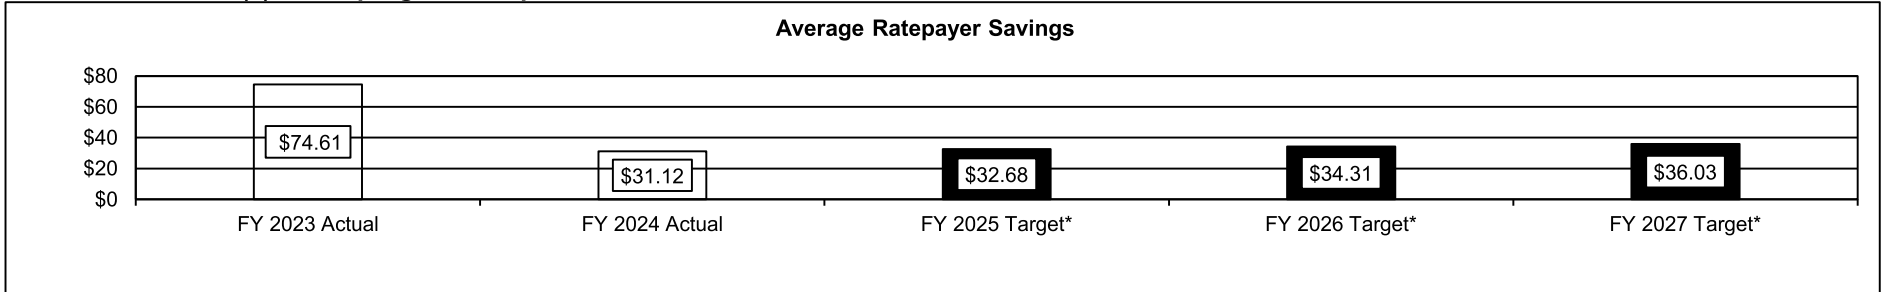 Average Ratepayer Savings
$80
$60
$40
$20
$0
$74.61
$31.12
$32.68
$34.31
$36.03
FY 2023 Actual
FY 2024 Actual
FY 2025 Target*
FY 2026 Target*
FY 2027 Target*